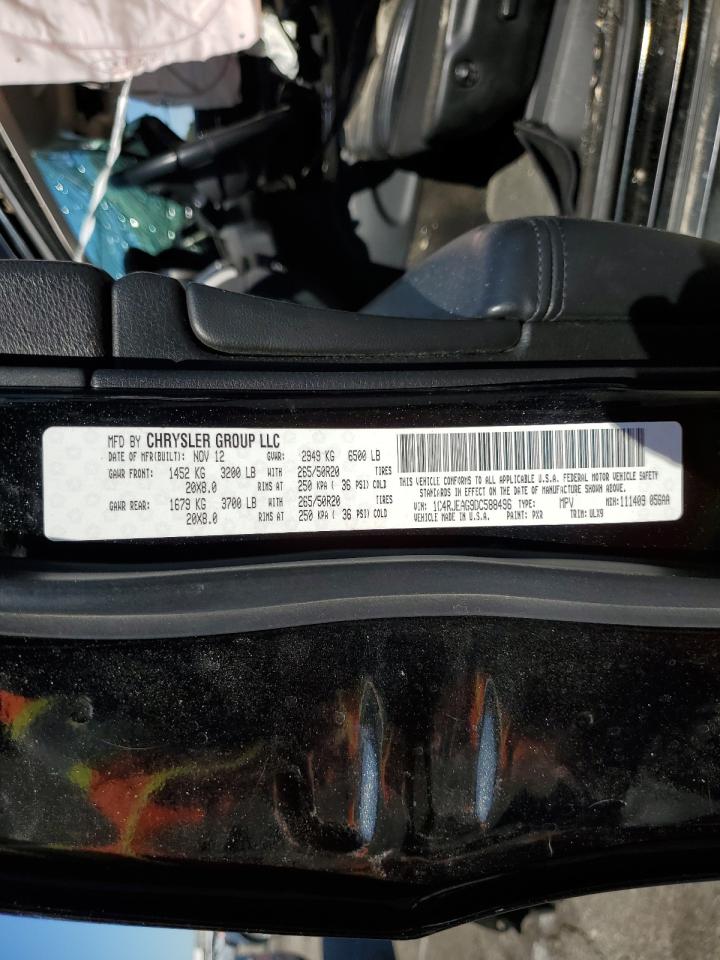 MFD BY CHRYSLER GROUP LLC
DATE OF MFR(BUILT): NOV 12 GVWR: 2949 KG 6500 LB
GAWR FRONT: 1452 KG 3200 LB WITH 265/50R20 TIRES
20X8.0 RIMS AT 250 KPA ( 36 PSI) COLD
GAWR REAR: 1679 KG 3700 LB WITH 265/50R20 TIRES
20X8.0 RIMS AT 250 KPA ( 36 PSI) COLD
THIS VEHICLE CONFORMS TO ALL APPLICABLE U.S.A. FEDERAL MOTOR VEHICLE SAFETY
STANDARDS IN EFFECT ON THE DATE OF MANUFACTURE SHOWN ABOVE.
VIN: 1C4RJEAG9DC588496 TYPE: MPV MDH:111409 056AA
VEHICLE MADE IN U.S.A. PAINT: PXR TRIM: ULX9